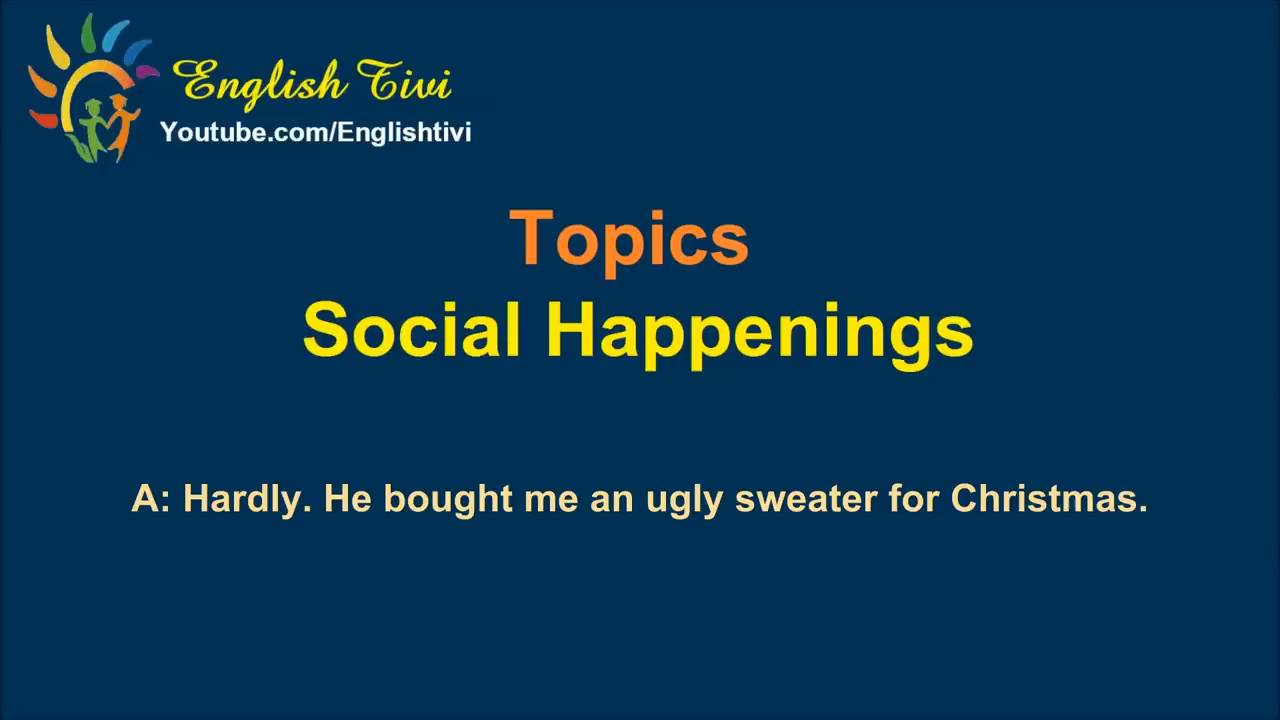 English Tivi
Youtube.com/Englishtivi
Topics
Social Happenings
A: Hardly. He bought me an ugly sweater for Christmas.